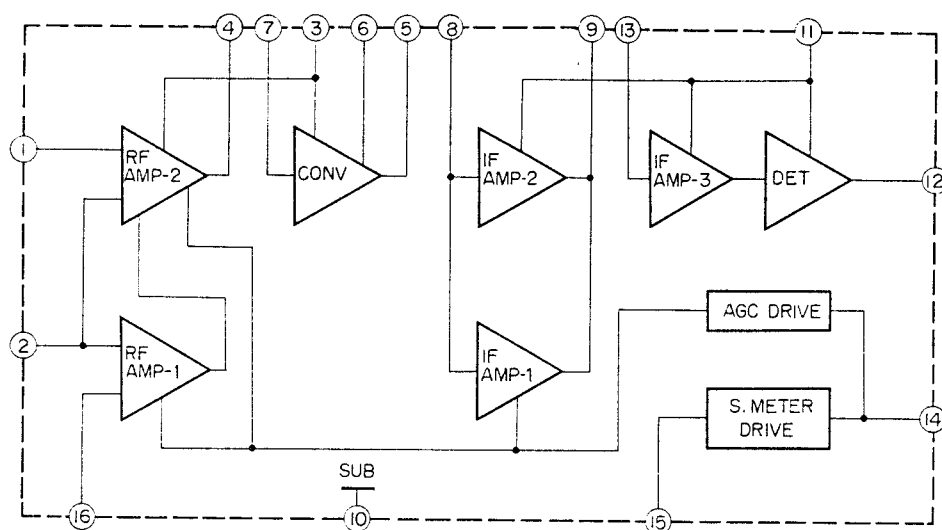 4 7 3 6 5 8 9 13 11
1
RF
AMP-2
CONV
IF
AMP-2
IF
AMP-3
DET
12
2
RF
AMP-1
IF
AMP-1
AGC DRIVE
S. METER
DRIVE
14
SUB
16 10 15